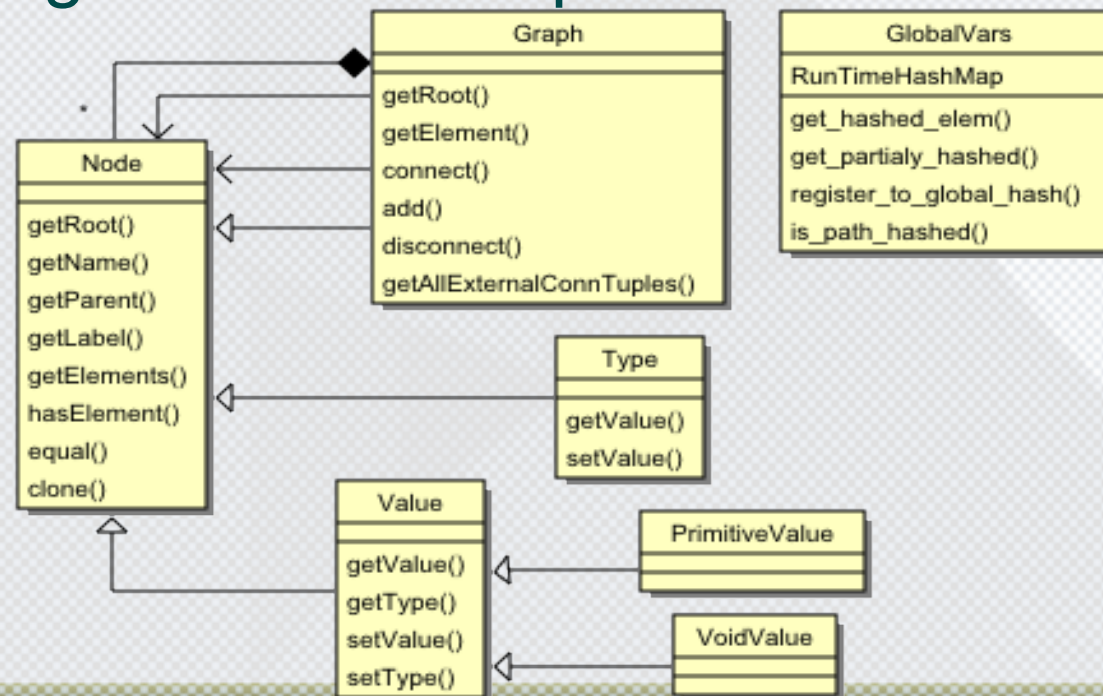 Graph
getRoot()
getElement()
connect()
add()
disconnect()
getAllExternalConnTuples()
GlobalVars
RunTimeHashMap
get_hashed_elem()
get_partialy_hashed()
register_to_global_hash()
is_path_hashed()
*
Node
getRoot()
getName()
getParent()
getLabel()
getElements()
hasElement()
equal()
clone()
Type
getValue()
setValue()
Value
getValue()
getType()
setValue()
setType()
PrimitiveValue
VoidValue